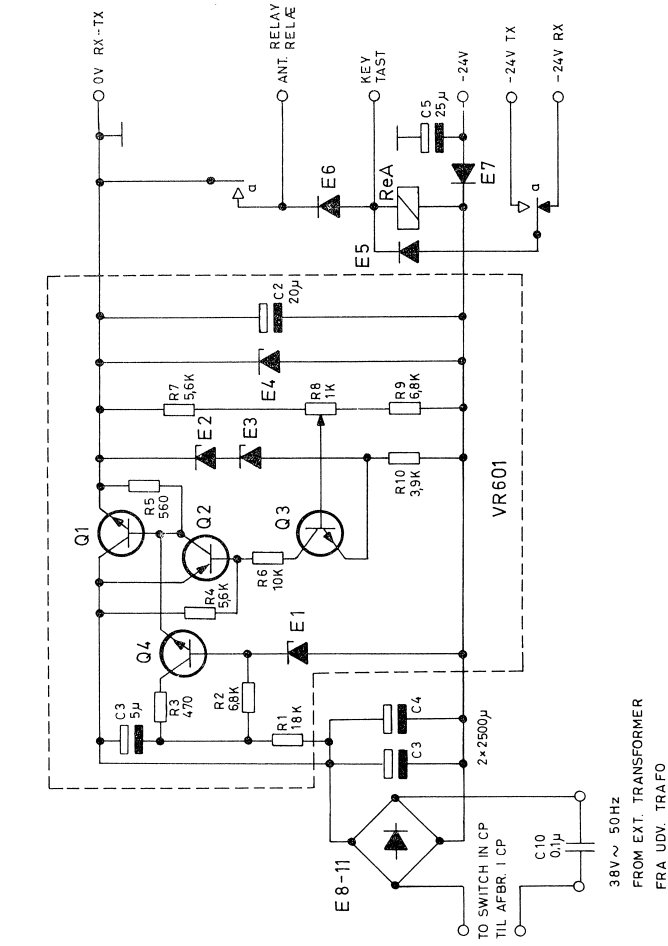 0V RX-TX
ANT. RELAY
RELÆ
KEY
TAST
-24V
-24V TX
-24V RX
C5
25µ
a
E6
ReA
E7
a
E5
C2
20µ
E4
R7
5,6K
R8
1K
R9
6,8K
E2
E3
R10
3,9K
VR601
Q1
R5
560
Q2
Q3
R6
10K
R4
5,6K
E1
Q4
C3
5µ
R3
470
R2
6,8K
R1
18K
C4
C3
2×2500µ
E8-11
TO SWITCH IN CP
TIL AFBR. I CP
C10
0,1µ
38V~ 50Hz
FROM EXT. TRANSFORMER
FRA UDV. TRAFO